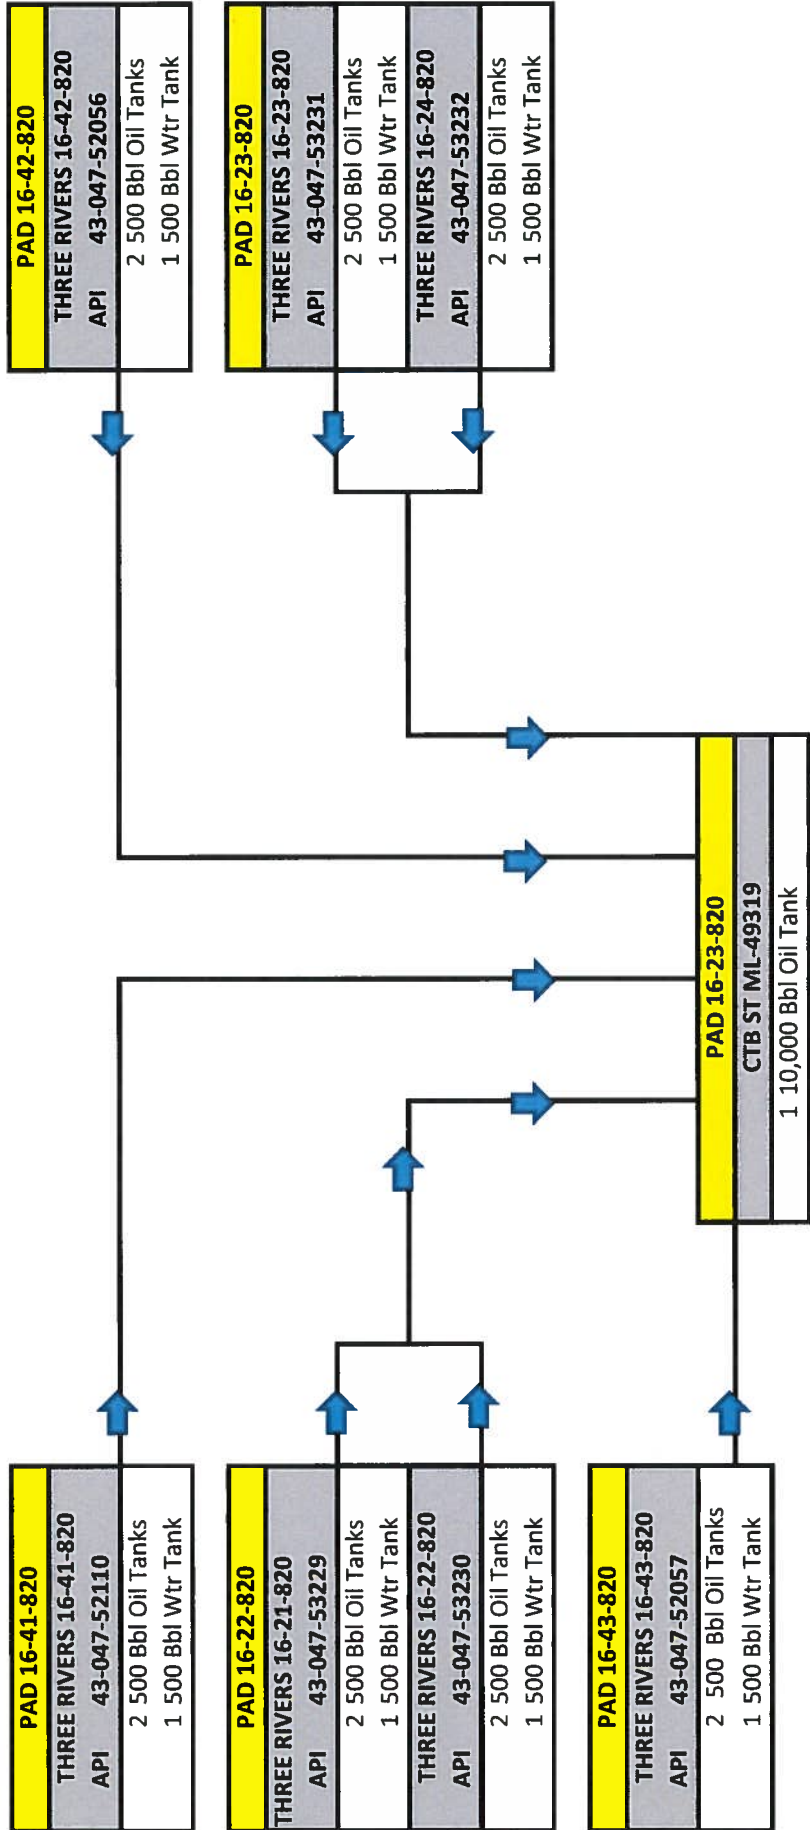 PAD 16-41-820
THREE RIVERS 16-41-820
API 43-047-52110
2 500 Bbl Oil Tanks
1 500 Bbl Wtr Tank
PAD 16-22-820
THREE RIVERS 16-21-820
API 43-047-53229
2 500 Bbl Oil Tanks
1 500 Bbl Wtr Tank
THREE RIVERS 16-22-820
API 43-047-53230
2 500 Bbl Oil Tanks
1 500 Bbl Wtr Tank
PAD 16-43-820
THREE RIVERS 16-43-820
API 43-047-52057
2 500 Bbl Oil Tanks
1 500 Bbl Wtr Tank
PAD 16-42-820
THREE RIVERS 16-42-820
API 43-047-52056
2 500 Bbl Oil Tanks
1 500 Bbl Wtr Tank
PAD 16-23-820
THREE RIVERS 16-23-820
API 43-047-53231
2 500 Bbl Oil Tanks
1 500 Bbl Wtr Tank
THREE RIVERS 16-24-820
API 43-047-53232
2 500 Bbl Oil Tanks
1 500 Bbl Wtr Tank
PAD 16-23-820
CTB ST ML-49319
1 10,000 Bbl Oil Tank